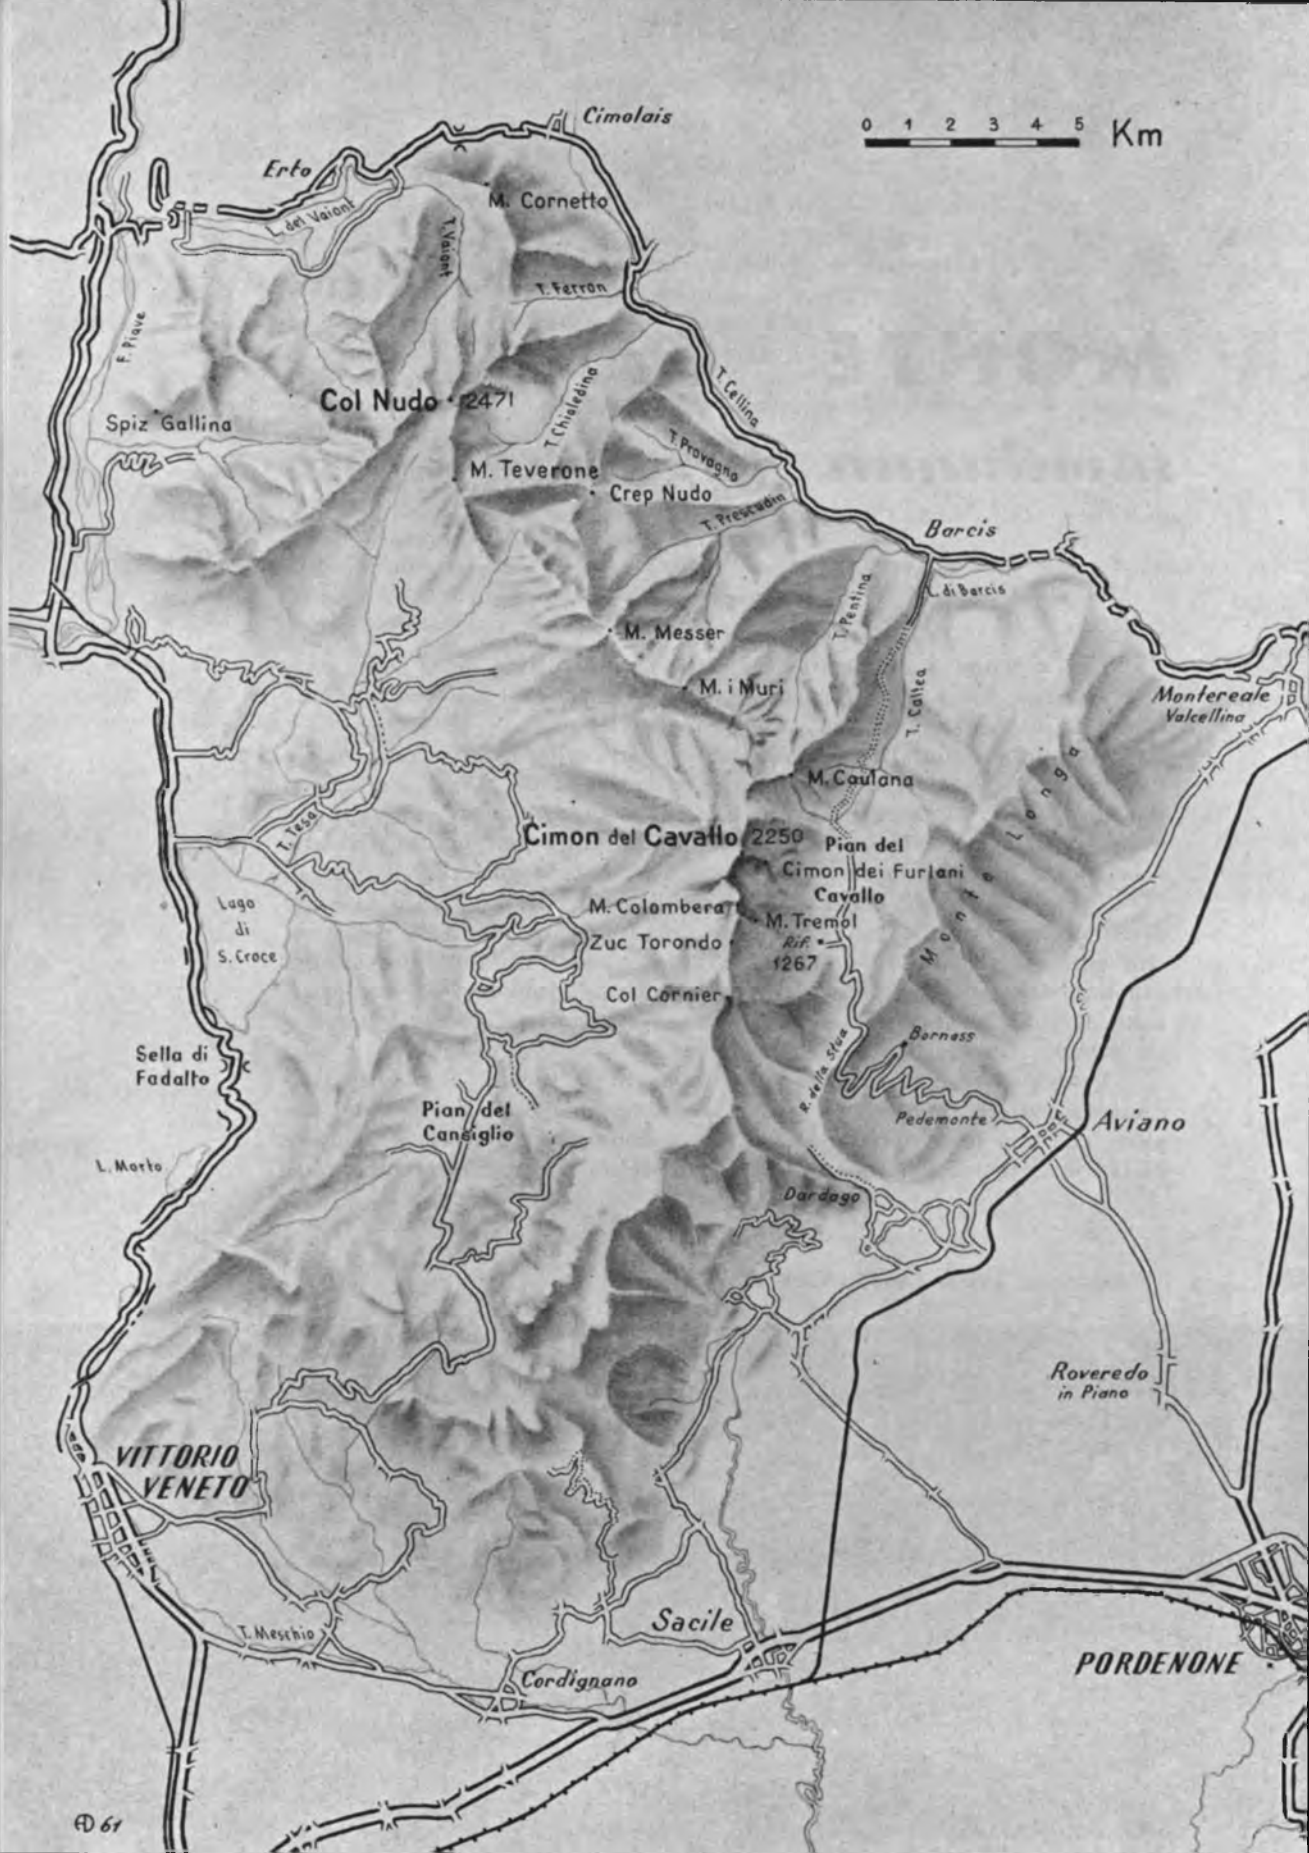 Cimolais
0 1 2 3 4 5 Km
Erto
M. Cornetto
L. del Vaiont
T. Vaiont
T. Ferron
F. Piave
T. Cellina
Col Nudo 2471
T. Chialedina
Spiz Gallina
T. Provagna
M. Teverone
Crep Nudo
T. Prescudin
Barcis
L. di Barcis
T. Pentina
M. Messer
M. i Muri
T. Caltea
Montereale
Valcellina
M. Caulana
Monte Longa
T. Tesa
Cimon del Cavallo 2250
Pian del
Cimon dei Furlani
Cavallo
M. Colombera
M. Tremol
Lago
di
S. Croce
Zuc Torondo
Rif.
1267
Col Cornier
Sella di
Fadalto
Bornass
R. della Stua
Pian del
Cansiglio
Pedemonte
Aviano
L. Morto
Dardago
Roveredo
in Piano
VITTORIO
VENETO
T. Meschio
Sacile
PORDENONE
Cordignano
61